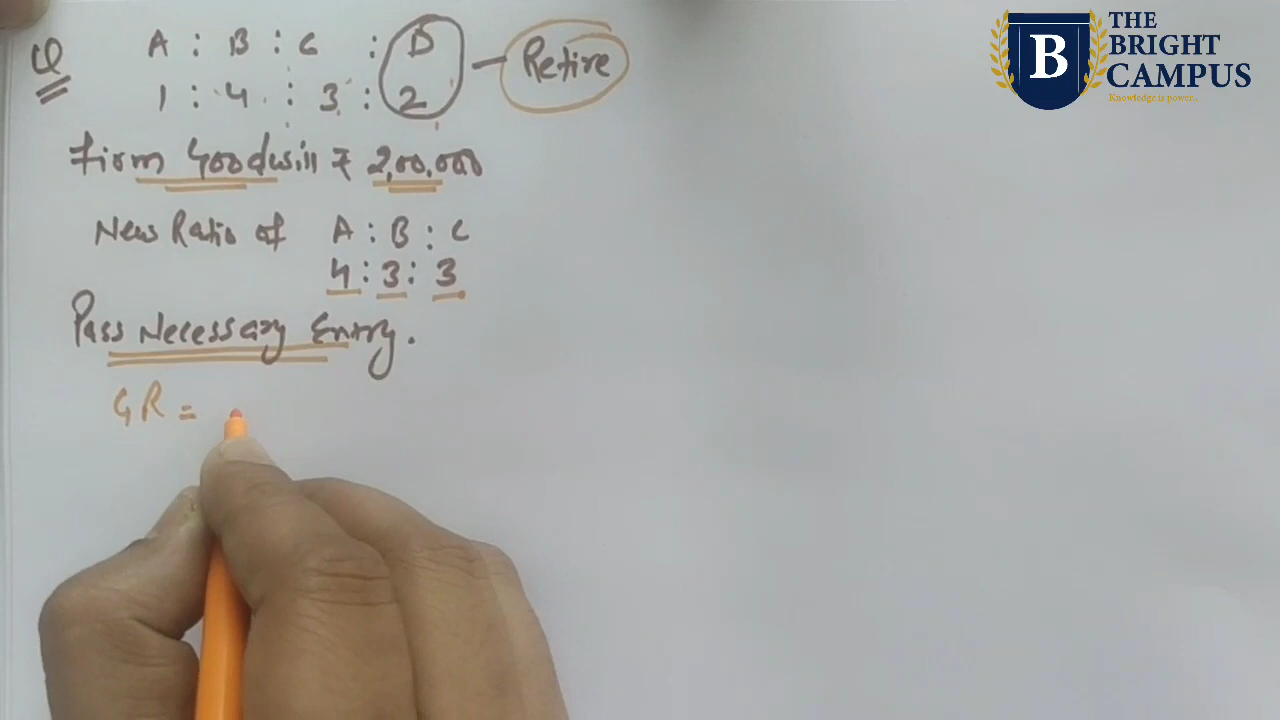 Q A : B : C : D — Retire
1 : 4 : 3 : 2
Firm Goodwill ₹ 2,00,000
New Ratio of A : B : C
4 : 3 : 3
Pass Necessary Entry.
GR =
THE
BRIGHT
CAMPUS
B
Knowledge is power..